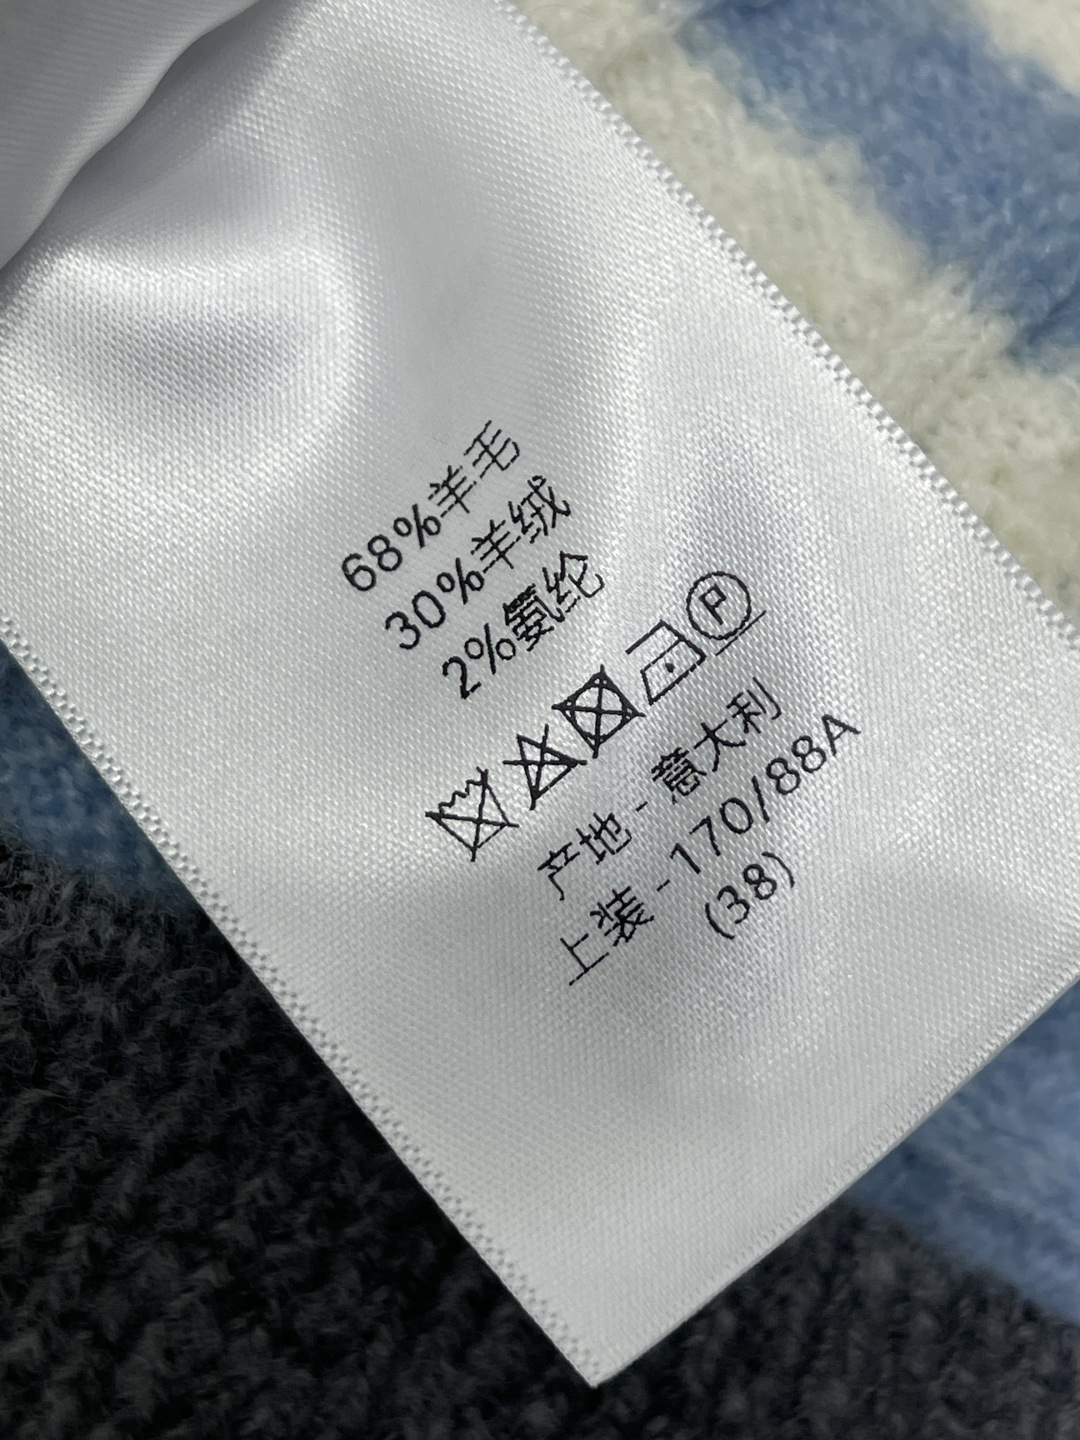 68%羊毛
30%羊绒
2%氨纶
P
产地 - 意大利
上装 - 170/88A
(38)